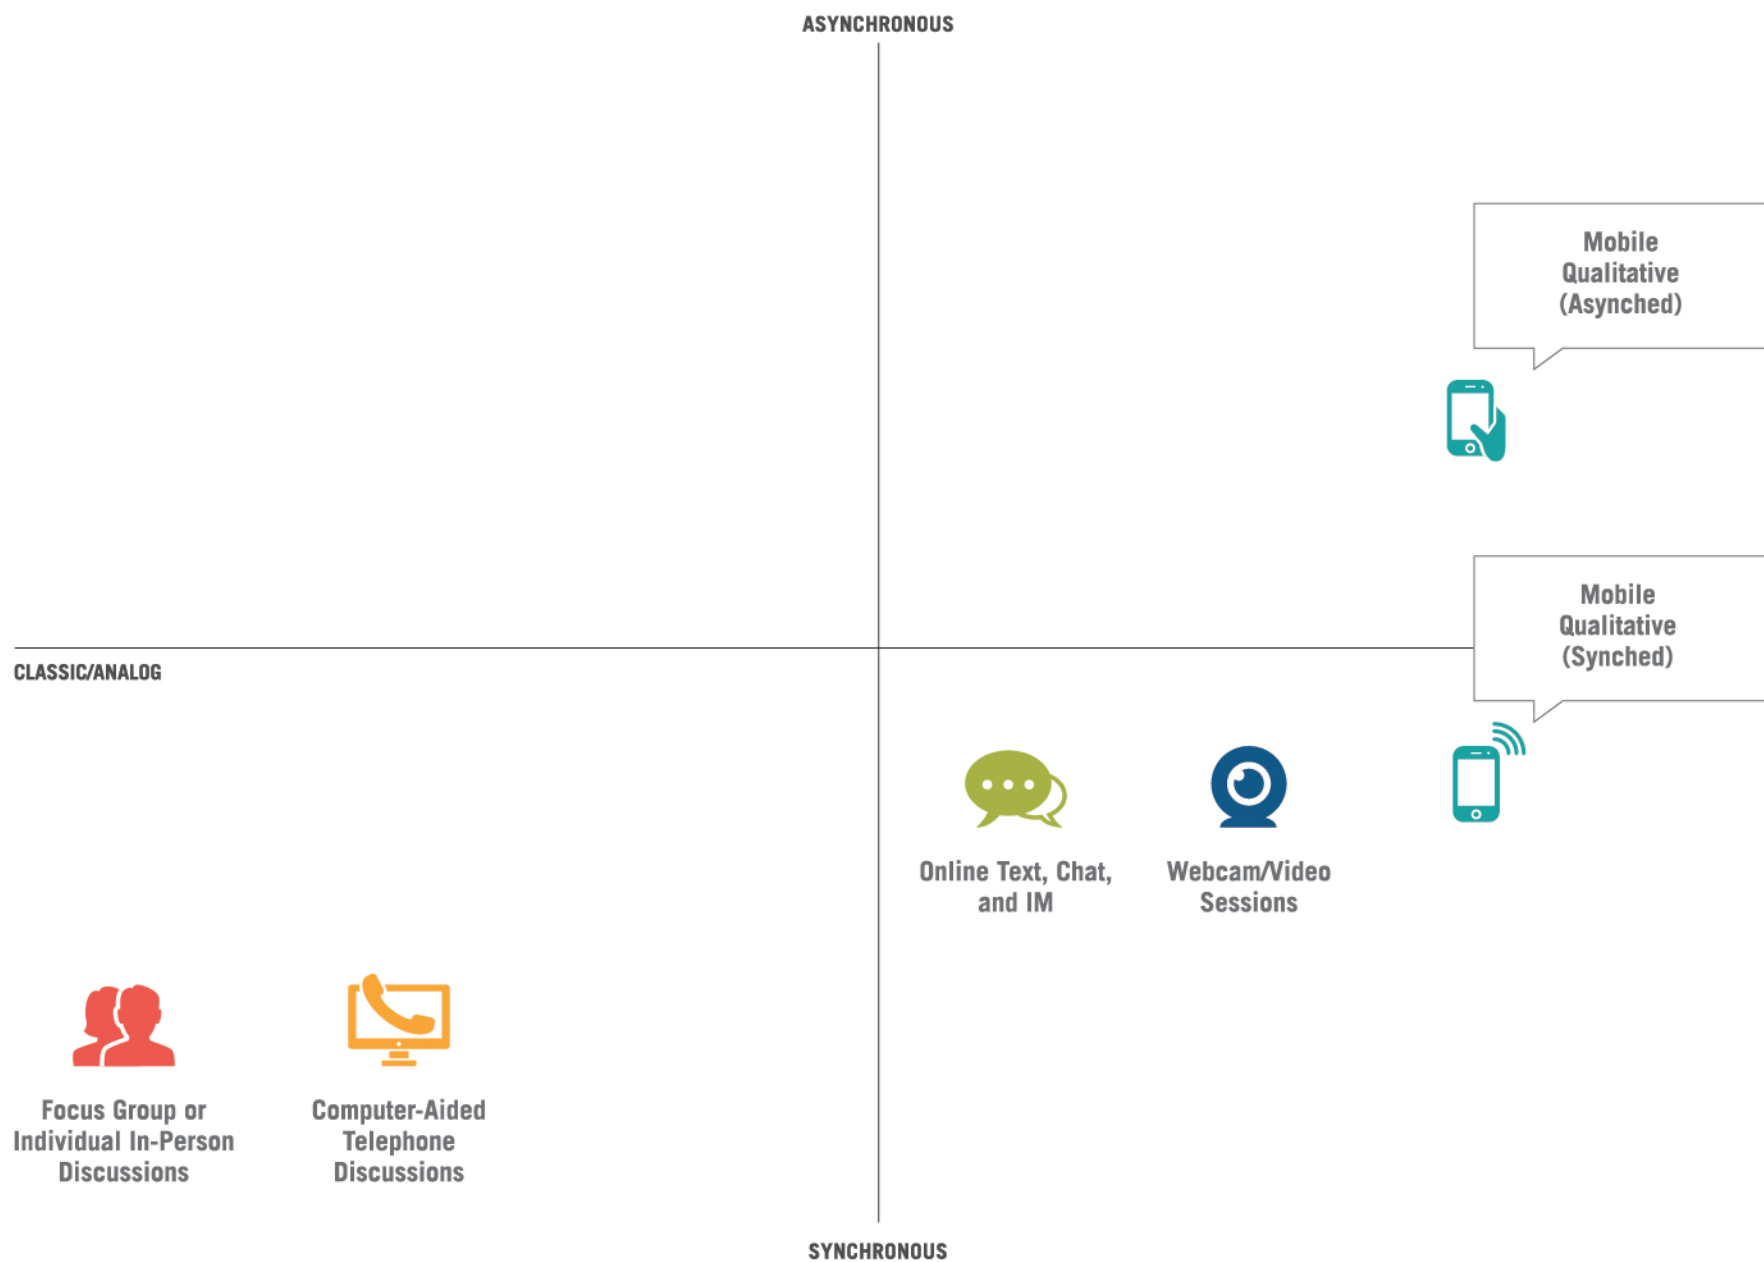 ASYNCHRONOUS
Mobile
Qualitative
(Asynched)
Mobile
Qualitative
(Synched)
CLASSIC/ANALOG
Online Text, Chat,
and IM
Webcam/Video
Sessions
Focus Group or
Individual In-Person
Discussions
Computer-Aided
Telephone
Discussions
SYNCHRONOUS